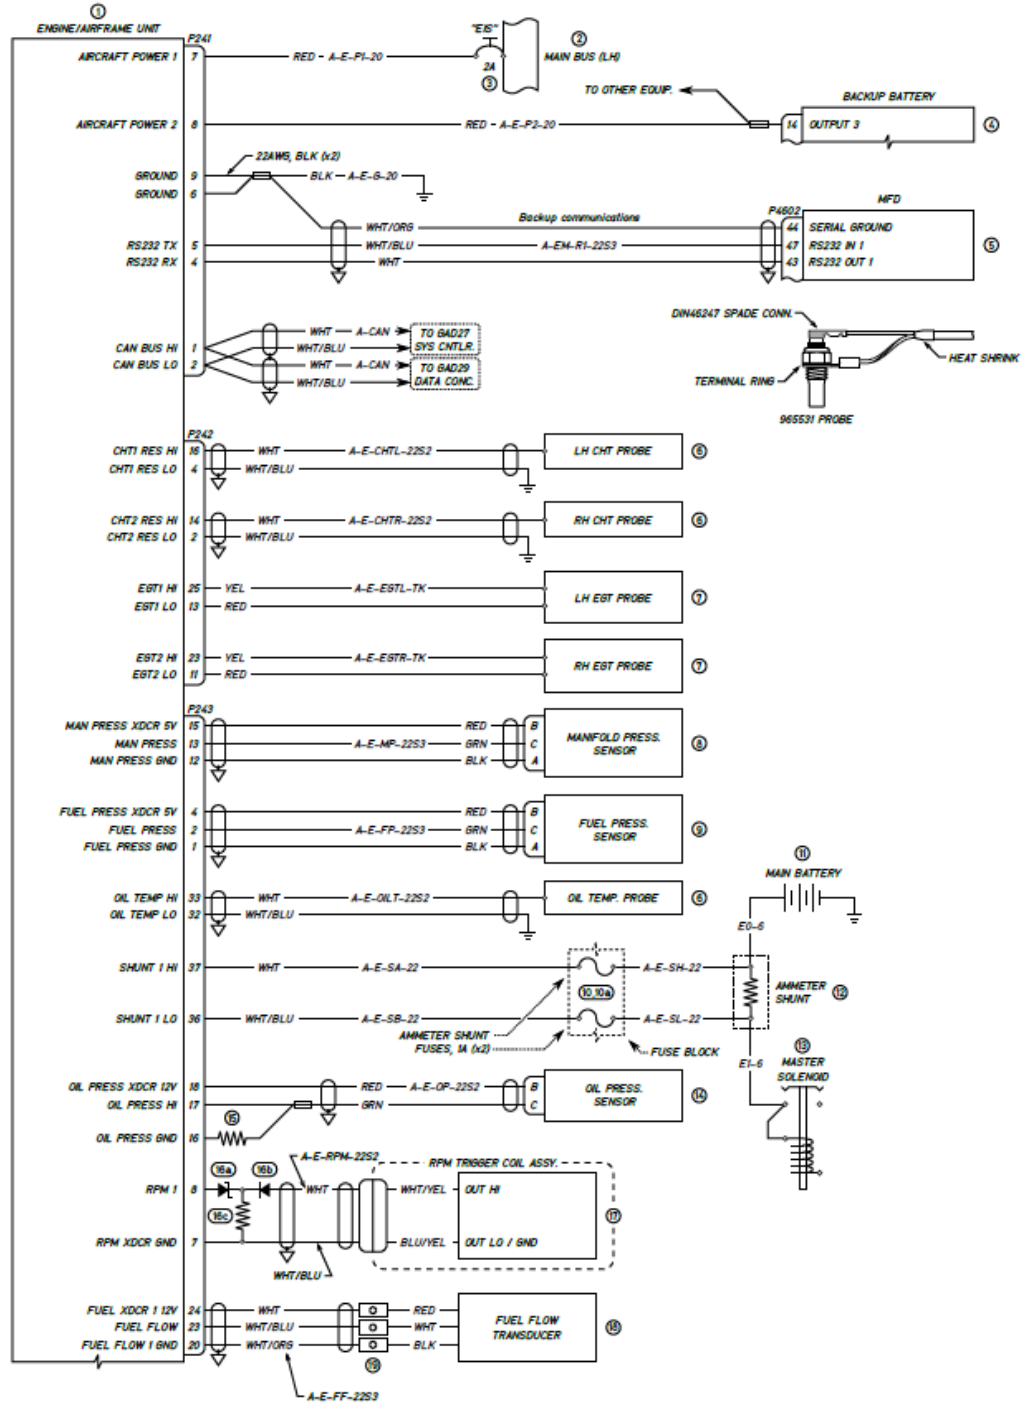 1
ENGINE/AIRFRAME UNIT
P241
AIRCRAFT POWER 1 7 RED - A-E-P1-20
"EIS"
2A
3
2
MAIN BUS (LH)
TO OTHER EQUIP.
BACKUP BATTERY
AIRCRAFT POWER 2 8 RED - A-E-P2-20 14 OUTPUT 3 4
22AWG, BLK (x2)
GROUND 9 BLK A-E-G-20
GROUND 6
Backup communications
P4602
MFD
WHT/ORG 44 SERIAL GROUND
RS232 TX 5 WHT/BLU A-EM-R1-22S3 47 RS232 IN 1 5
RS232 RX 4 WHT 43 RS232 OUT 1
DIN46247 SPADE CONN.
HEAT SHRINK
TERMINAL RING
965531 PROBE
WHT A-CAN TO GAD27
CAN BUS HI 1 WHT/BLU SYS CNTLR.
CAN BUS LO 2 WHT A-CAN TO GAD29
WHT/BLU DATA CONC.
P242
CHT1 RES HI 16 WHT A-E-CHTL-22S2 LH CHT PROBE 6
CHT1 RES LO 4 WHT/BLU
CHT2 RES HI 14 WHT A-E-CHTR-22S2 RH CHT PROBE 6
CHT2 RES LO 2 WHT/BLU
EGT1 HI 25 YEL A-E-EGTL-TK
LH EGT PROBE 7
EGT1 LO 13 RED
EGT2 HI 23 YEL A-E-EGTR-TK
RH EGT PROBE 7
EGT2 LO 11 RED
P243
MAN PRESS XDCR 5V 15 RED B
MAN PRESS 13 A-E-MP-22S3 GRN C
MAN PRESS GND 12 BLK A
MANIFOLD PRESS.
SENSOR
8
FUEL PRESS XDCR 5V 4 RED B
FUEL PRESS 2 A-E-FP-22S3 GRN C
FUEL PRESS GND 1 BLK A
FUEL PRESS.
SENSOR
9
11
MAIN BATTERY
OIL TEMP HI 33 WHT A-E-OILT-22S2 OIL TEMP. PROBE 6
OIL TEMP LO 32 WHT/BLU
E0-6
SHUNT 1 HI 37 WHT A-E-SA-22 A-E-SH-22
10,10a
AMMETER
SHUNT
12
SHUNT 1 LO 36 WHT/BLU A-E-SB-22 A-E-SL-22
AMMETER SHUNT
FUSES, 1A (x2)
FUSE BLOCK
E1-6
13
MASTER
SOLENOID
OIL PRESS XDCR 12V 18 RED A-E-OP-22S2 B
OIL PRESS HI 17 GRN C
OIL PRESS.
SENSOR
14
15
OIL PRESS GND 16
A-E-RPM-22S2
RPM TRIGGER COIL ASSY.
16a 16b
RPM 1 8 WHT WHT/YEL OUT HI
16c
17
RPM XDCR GND 7 BLU/YEL OUT LO / GND
WHT/BLU
FUEL XDCR 1 12V 24 WHT RED
FUEL FLOW 23 WHT/BLU WHT
FUEL FLOW 1 GND 20 WHT/ORG BLK
FUEL FLOW
TRANSDUCER
18
19
A-E-FF-22S3